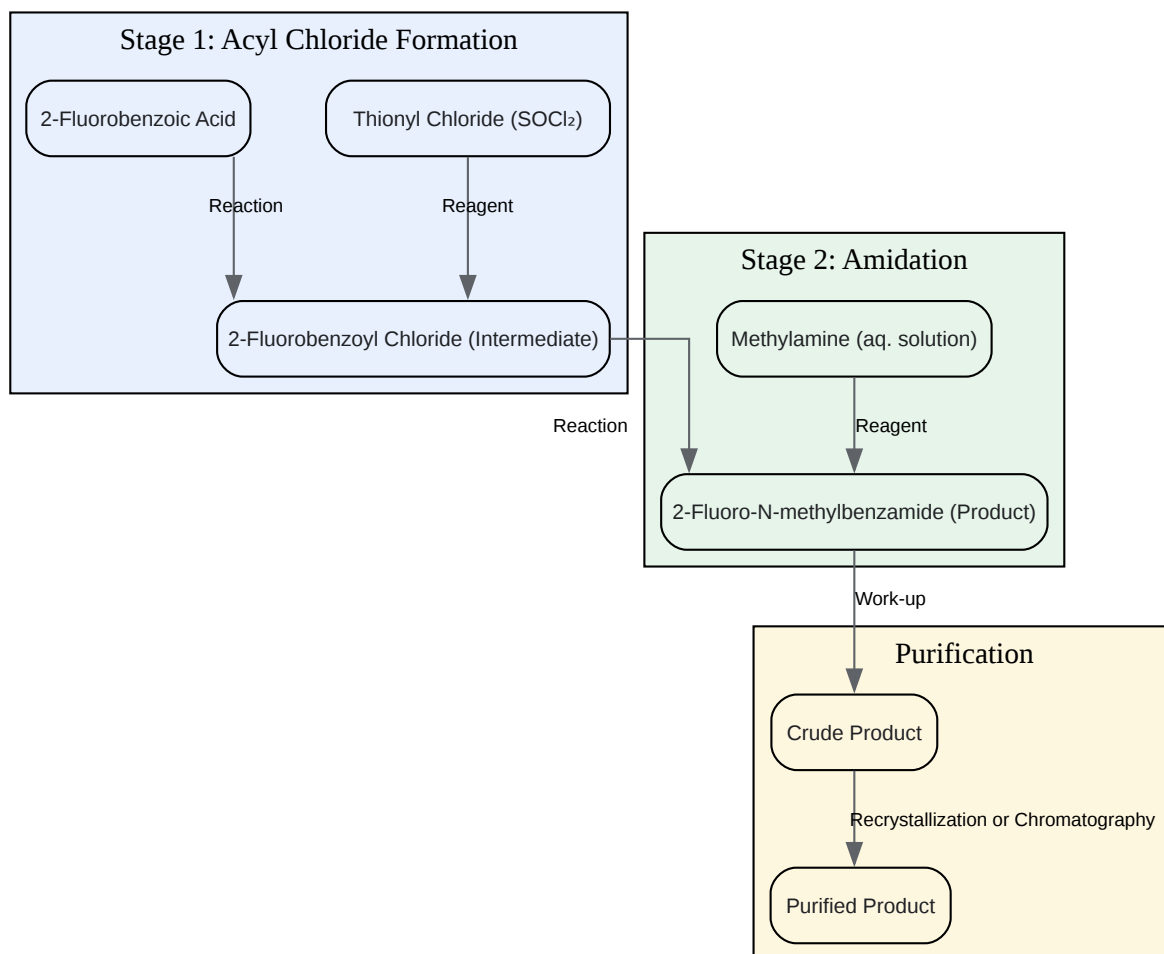 Stage 1: Acyl Chloride Formation
2-Fluorobenzoic Acid
Thionyl Chloride (SOCl₂)
Reaction
Reagent
2-Fluorobenzoyl Chloride (Intermediate)
Stage 2: Amidation
Methylamine (aq. solution)
Reaction
Reagent
2-Fluoro-N-methylbenzamide (Product)
Work-up
Purification
Crude Product
Recrystallization or Chromatography
Purified Product